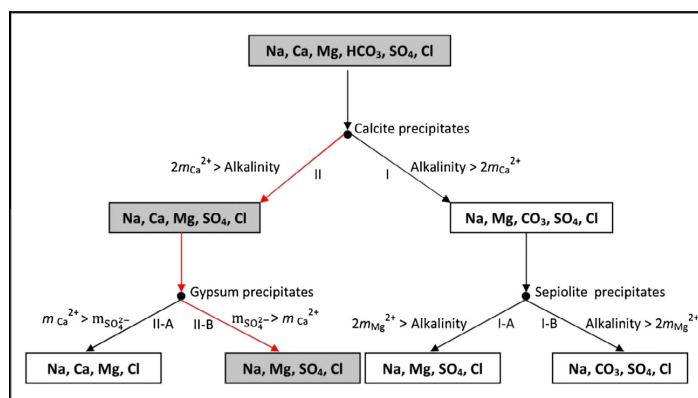 Na, Ca, Mg, HCO₃, SO₄, Cl
Calcite precipitates
2mCa²⁺ > Alkalinity
II
I
Alkalinity > 2mCa²⁺
Na, Ca, Mg, SO₄, Cl
Na, Mg, CO₃, SO₄, Cl
Gypsum precipitates
Sepiolite precipitates
m Ca²⁺ > mSO₄²⁻
II-A
II-B
mSO₄²⁻ > m Ca²⁺
2mMg²⁺ > Alkalinity
I-A
I-B
Alkalinity > 2mMg²⁺
Na, Ca, Mg, Cl
Na, Mg, SO₄, Cl
Na, Mg, SO₄, Cl
Na, CO₃, SO₄, Cl